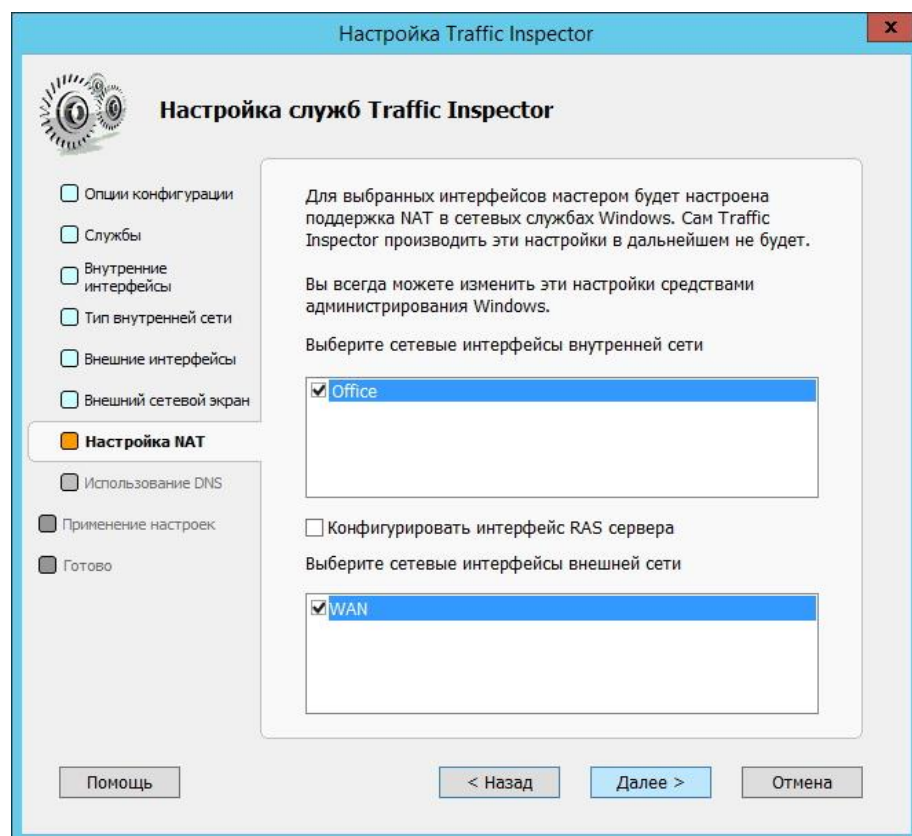 Настройка Traffic Inspector
x
Настройка служб Traffic Inspector
Опции конфигурации
Службы
Внутренние
интерфейсы
Тип внутренней сети
Внешние интерфейсы
Внешний сетевой экран
Настройка NAT
Использование DNS
Применение настроек
Готово
Для выбранных интерфейсов мастером будет настроена
поддержка NAT в сетевых службах Windows. Сам Traffic
Inspector производить эти настройки в дальнейшем не будет.
Вы всегда можете изменить эти настройки средствами
администрирования Windows.
Выберите сетевые интерфейсы внутренней сети
Office
Конфигурировать интерфейс RAS сервера
Выберите сетевые интерфейсы внешней сети
WAN
Помощь
< Назад
Далее >
Отмена